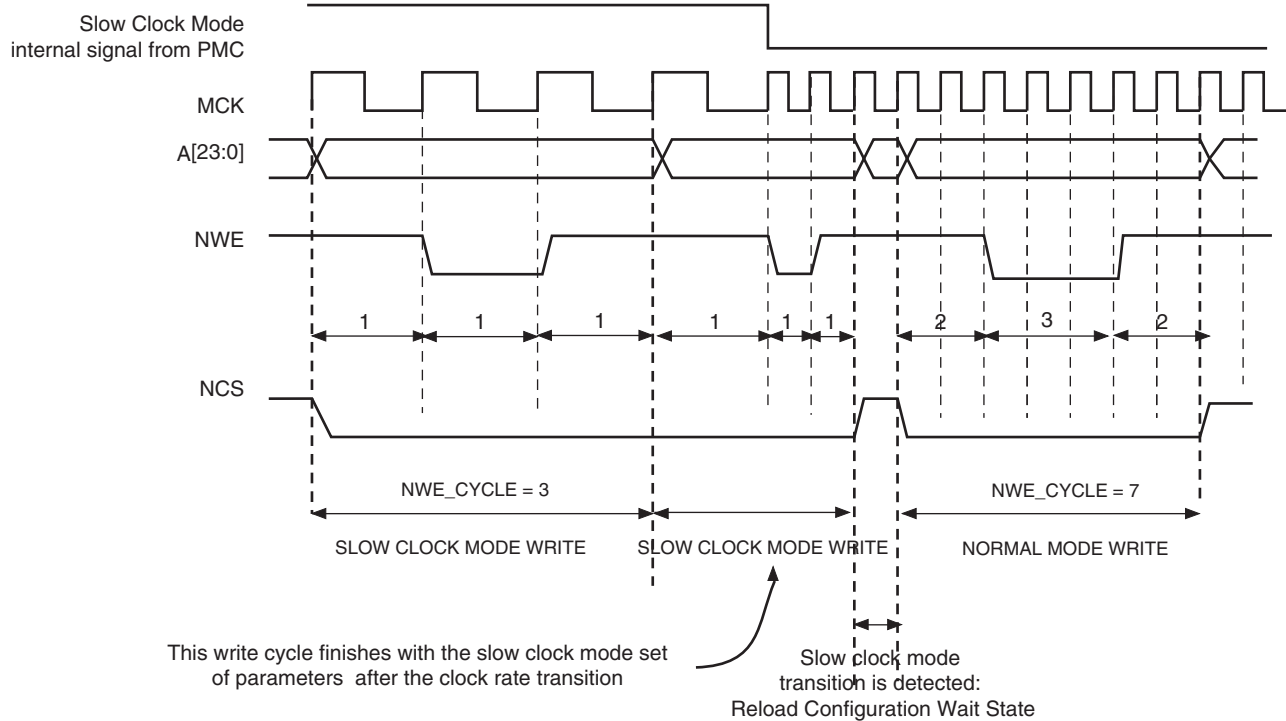 Slow Clock Mode
internal signal from PMC
MCK
A[23:0]
NWE
1 1 1 1 1 1 2 3 2
NCS
NWE_CYCLE = 3 NWE_CYCLE = 7
SLOW CLOCK MODE WRITE SLOW CLOCK MODE WRITE NORMAL MODE WRITE
This write cycle finishes with the slow clock mode set
of parameters after the clock rate transition
Slow clock mode
transition is detected:
Reload Configuration Wait State